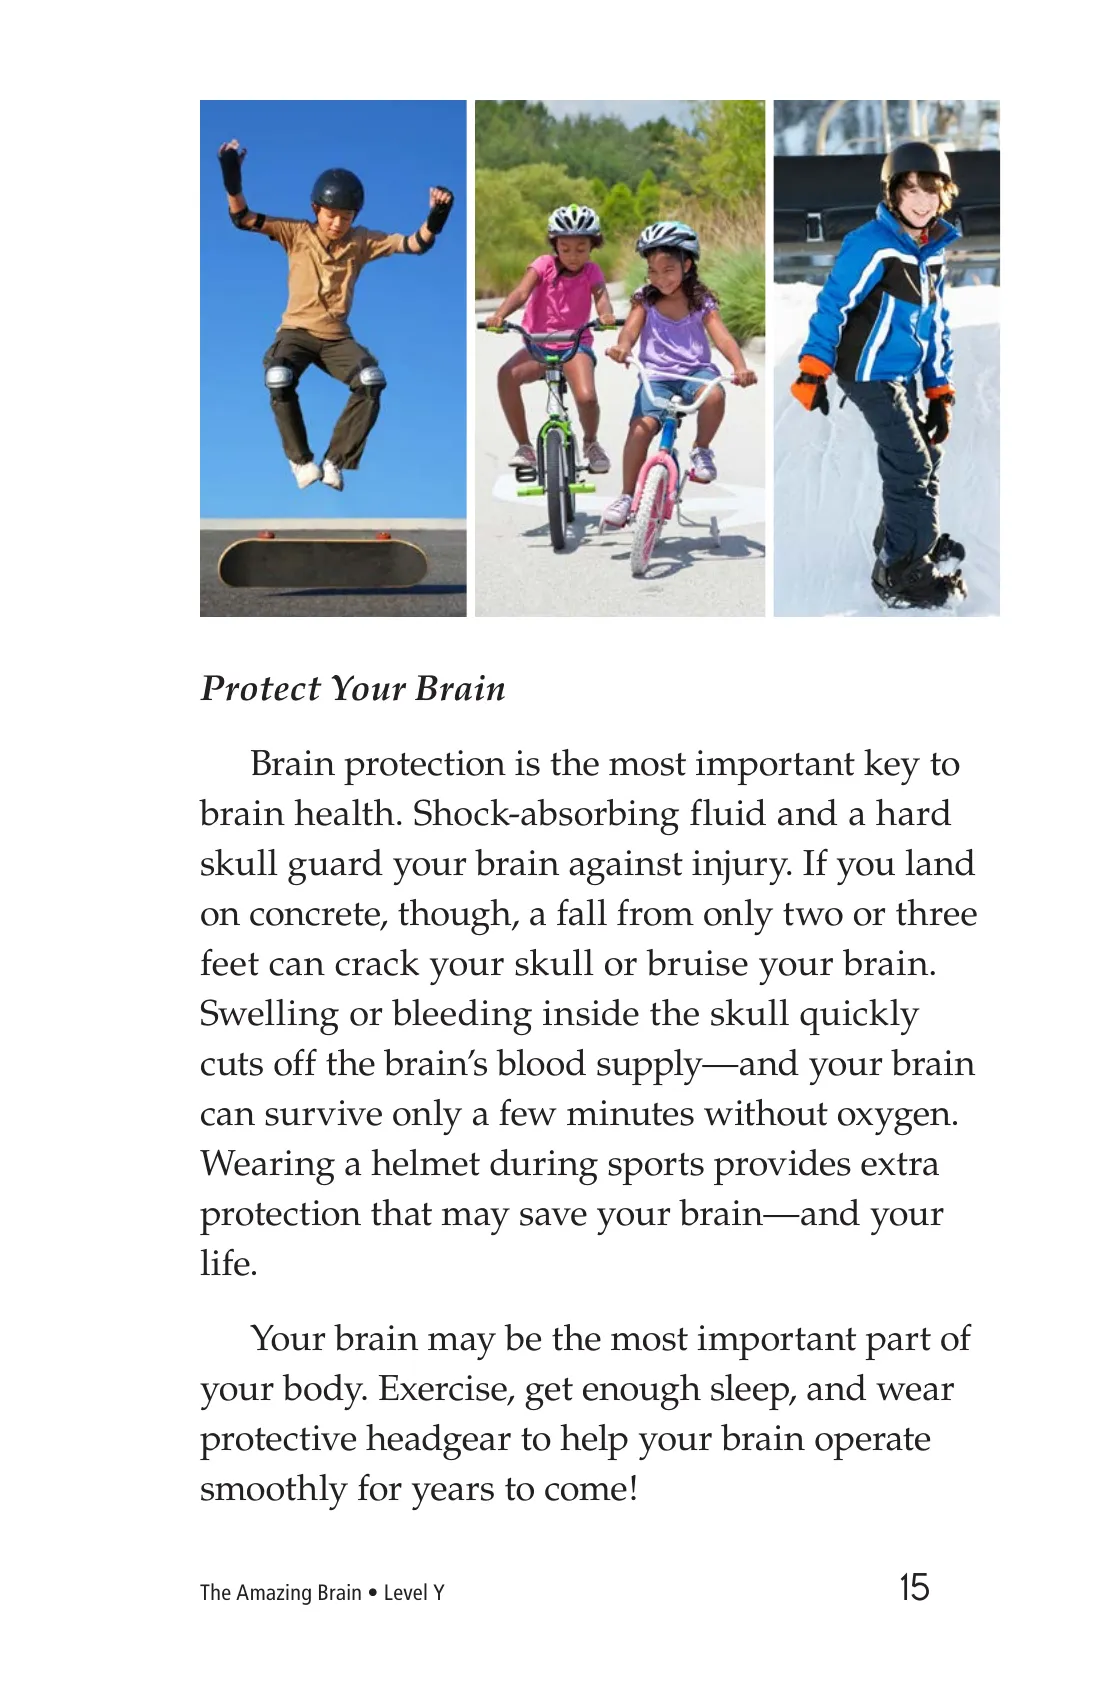 Protect Your Brain
Brain protection is the most important key to
brain health. Shock-absorbing fluid and a hard
skull guard your brain against injury. If you land
on concrete, though, a fall from only two or three
feet can crack your skull or bruise your brain.
Swelling or bleeding inside the skull quickly
cuts off the brain’s blood supply—and your brain
can survive only a few minutes without oxygen.
Wearing a helmet during sports provides extra
protection that may save your brain—and your
life.
Your brain may be the most important part of
your body. Exercise, get enough sleep, and wear
protective headgear to help your brain operate
smoothly for years to come!
The Amazing Brain • Level Y 15